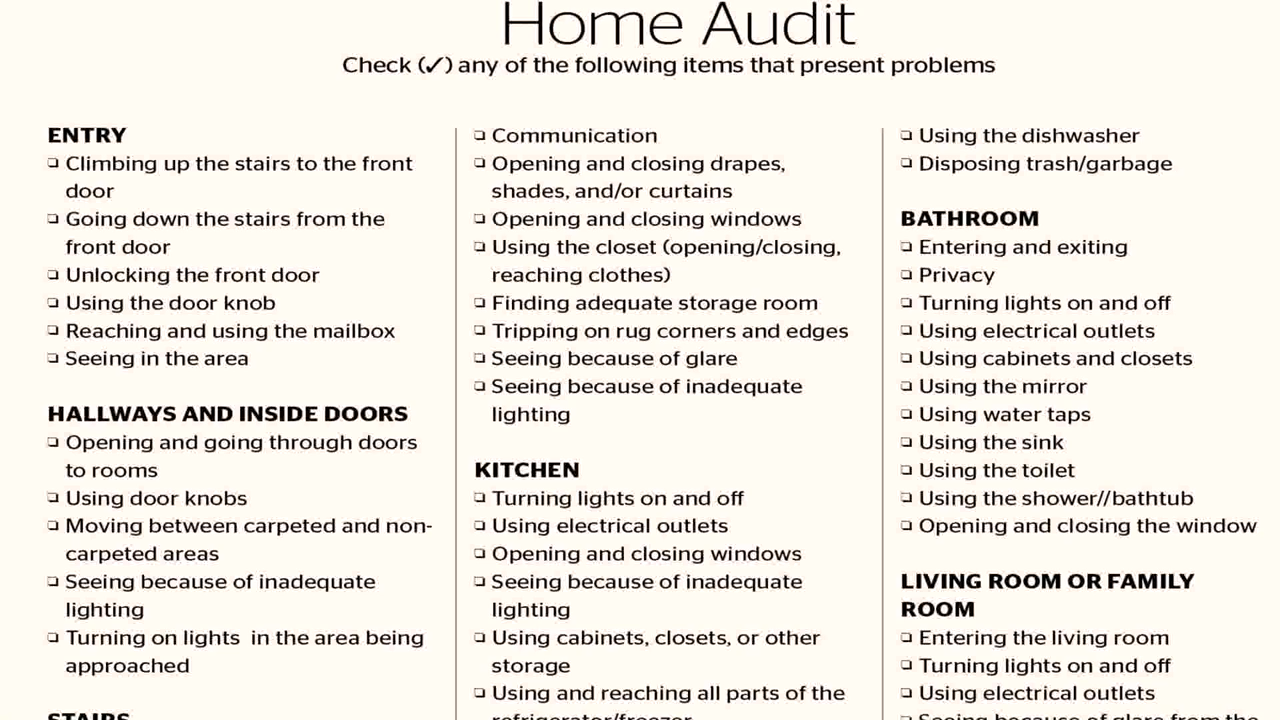 Home Audit
Check (✓) any of the following items that present problems
ENTRY
❏ Climbing up the stairs to the front
door
❏ Going down the stairs from the
front door
❏ Unlocking the front door
❏ Using the door knob
❏ Reaching and using the mailbox
❏ Seeing in the area
HALLWAYS AND INSIDE DOORS
❏ Opening and going through doors
to rooms
❏ Using door knobs
❏ Moving between carpeted and non-
carpeted areas
❏ Seeing because of inadequate
lighting
❏ Turning on lights  in the area being
approached
STAIRS
❏ Communication
❏ Opening and closing drapes,
shades, and/or curtains
❏ Opening and closing windows
❏ Using the closet (opening/closing,
reaching clothes)
❏ Finding adequate storage room
❏ Tripping on rug corners and edges
❏ Seeing because of glare
❏ Seeing because of inadequate
lighting
KITCHEN
❏ Turning lights on and off
❏ Using electrical outlets
❏ Opening and closing windows
❏ Seeing because of inadequate
lighting
❏ Using cabinets, closets, or other
storage
❏ Using and reaching all parts of the
refrigerator/freezer
❏ Using the dishwasher
❏ Disposing trash/garbage
BATHROOM
❏ Entering and exiting
❏ Privacy
❏ Turning lights on and off
❏ Using electrical outlets
❏ Using cabinets and closets
❏ Using the mirror
❏ Using water taps
❏ Using the sink
❏ Using the toilet
❏ Using the shower//bathtub
❏ Opening and closing the window
LIVING ROOM OR FAMILY
ROOM
❏ Entering the living room
❏ Turning lights on and off
❏ Using electrical outlets
❏ Seeing because of glare from the